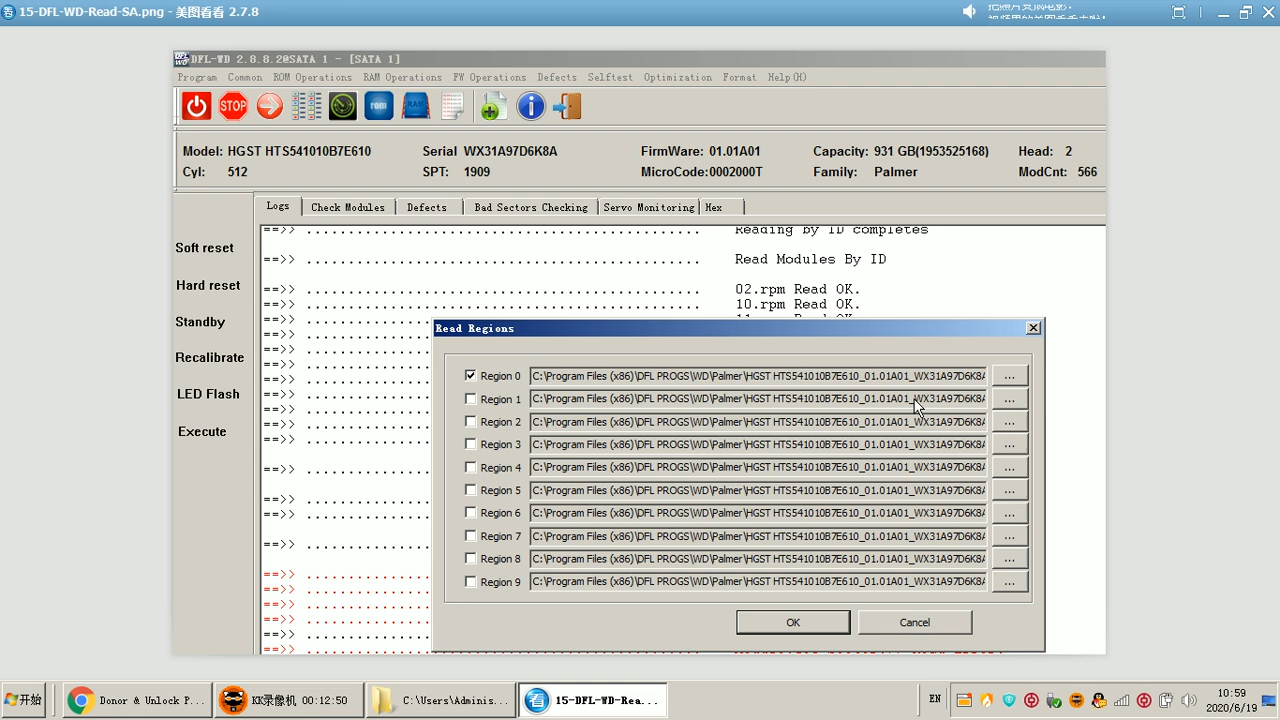 15-DFL-WD-Read-SA.png - 美图看看 2.7.8
DFL-WD 2.8.8.2@SATA 1 - [SATA 1]
Program Common ROM Operations RAM Operations FW Operations Defects Selftest Optimization Format Help(H)
STOP rom RAM
Model: HGST HTS541010B7E610 Serial WX31A97D6K8A FirmWare: 01.01A01 Capacity: 931 GB(1953525168) Head: 2
Cyl: 512 SPT: 1909 MicroCode:0002000T Family: Palmer ModCnt: 566
Logs Check Modules Defects Bad Sectors Checking Servo Monitoring Hex
Soft reset
Hard reset
Standby
Recalibrate
LED Flash
Execute
Reading by ID completes
Read Modules By ID
02.rpm Read OK.
10.rpm Read OK.
Read Regions
Region 0 C:\Program Files (x86)\DFL PROGS\WD\Palmer\HGST HTS541010B7E610_01.01A01_WX31A97D6K8A ...
Region 1 C:\Program Files (x86)\DFL PROGS\WD\Palmer\HGST HTS541010B7E610_01.01A01_WX31A97D6K8A ...
Region 2 C:\Program Files (x86)\DFL PROGS\WD\Palmer\HGST HTS541010B7E610_01.01A01_WX31A97D6K8A ...
Region 3 C:\Program Files (x86)\DFL PROGS\WD\Palmer\HGST HTS541010B7E610_01.01A01_WX31A97D6K8A ...
Region 4 C:\Program Files (x86)\DFL PROGS\WD\Palmer\HGST HTS541010B7E610_01.01A01_WX31A97D6K8A ...
Region 5 C:\Program Files (x86)\DFL PROGS\WD\Palmer\HGST HTS541010B7E610_01.01A01_WX31A97D6K8A ...
Region 6 C:\Program Files (x86)\DFL PROGS\WD\Palmer\HGST HTS541010B7E610_01.01A01_WX31A97D6K8A ...
Region 7 C:\Program Files (x86)\DFL PROGS\WD\Palmer\HGST HTS541010B7E610_01.01A01_WX31A97D6K8A ...
Region 8 C:\Program Files (x86)\DFL PROGS\WD\Palmer\HGST HTS541010B7E610_01.01A01_WX31A97D6K8A ...
Region 9 C:\Program Files (x86)\DFL PROGS\WD\Palmer\HGST HTS541010B7E610_01.01A01_WX31A97D6K8A ...
OK Cancel
开始 Donor & Unlock P... KK录像机 00:12:50 C:\Users\Adminis... 15-DFL-WD-Rea... EN 10:59
2020/6/19